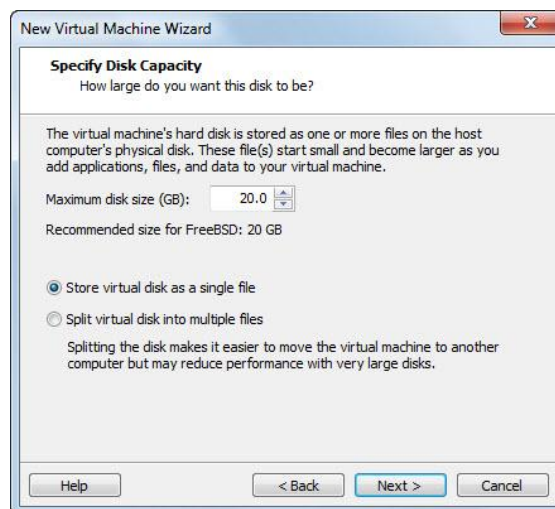 New Virtual Machine Wizard
Specify Disk Capacity
How large do you want this disk to be?
The virtual machine's hard disk is stored as one or more files on the host
computer's physical disk. These file(s) start small and become larger as you
add applications, files, and data to your virtual machine.
Maximum disk size (GB): 20.0
Recommended size for FreeBSD: 20 GB
Store virtual disk as a single file
Split virtual disk into multiple files
Splitting the disk makes it easier to move the virtual machine to another
computer but may reduce performance with very large disks.
Help < Back Next > Cancel